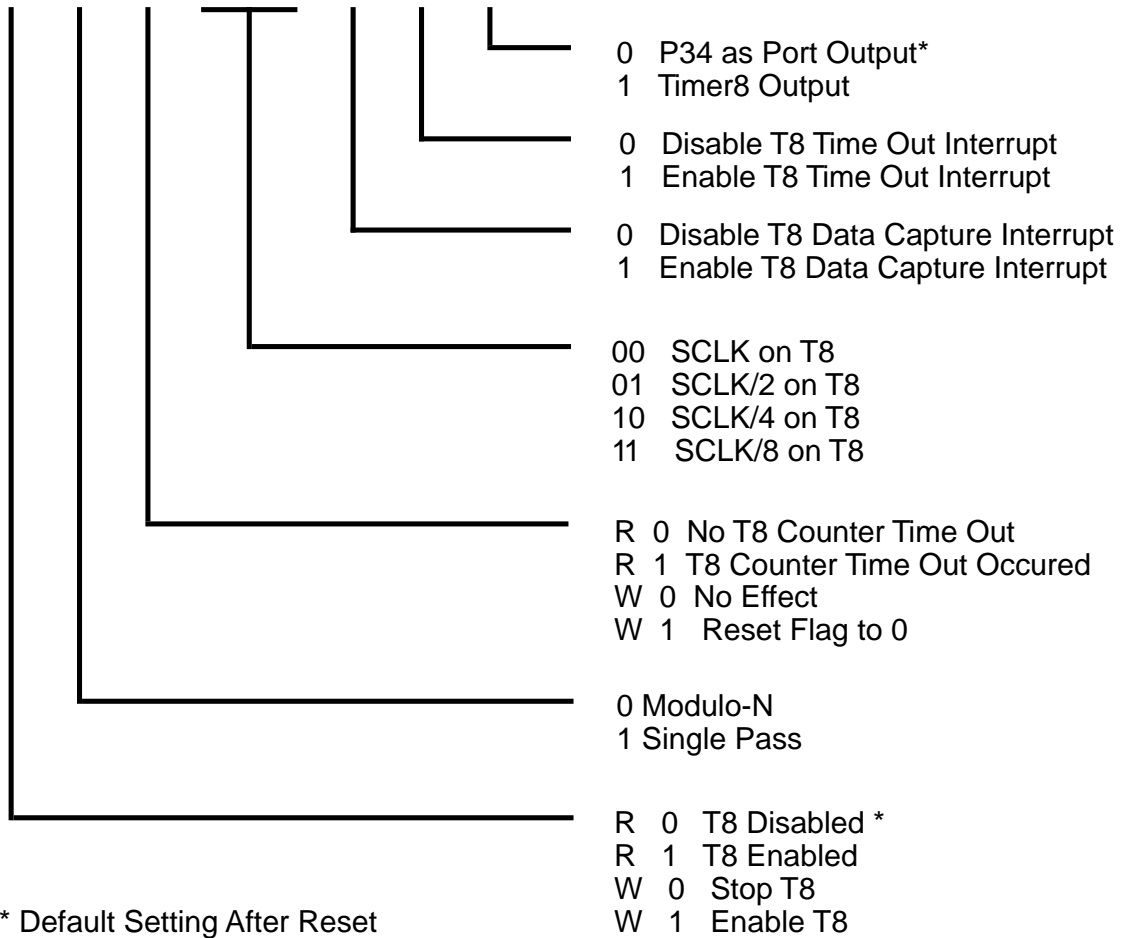 0 P34 as Port Output*
1 Timer8 Output
0 Disable T8 Time Out Interrupt
1 Enable T8 Time Out Interrupt
0 Disable T8 Data Capture Interrupt
1 Enable T8 Data Capture Interrupt
00 SCLK on T8
01 SCLK/2 on T8
10 SCLK/4 on T8
11 SCLK/8 on T8
R 0 No T8 Counter Time Out
R 1 T8 Counter Time Out Occured
W 0 No Effect
W 1 Reset Flag to 0
0 Modulo-N
1 Single Pass
R 0 T8 Disabled *
R 1 T8 Enabled
W 0 Stop T8
W 1 Enable T8
* Default Setting After Reset